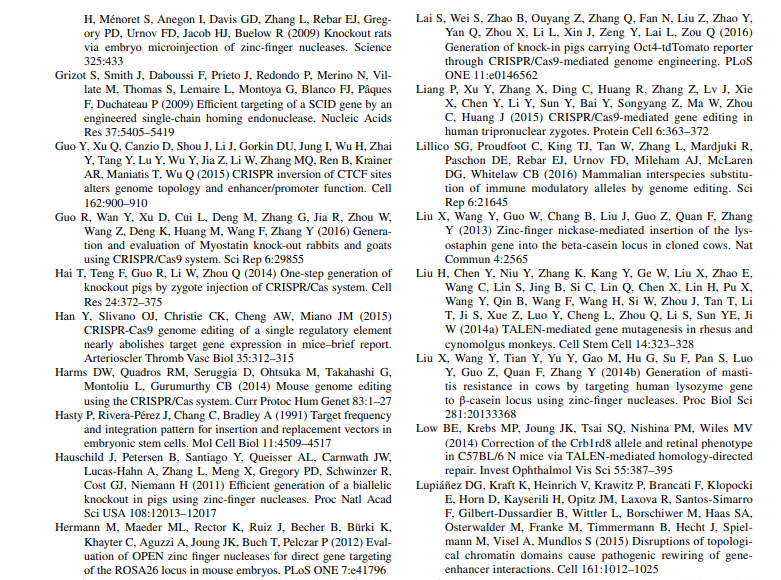 H, Ménoret S, Anegon I, Davis GD, Zhang L, Rebar EJ, Greg-
ory PD, Urnov FD, Jacob HJ, Buelow R (2009) Knockout rats
via embryo microinjection of zinc-finger nucleases. Science
325:433
Grizot S, Smith J, Daboussi F, Prieto J, Redondo P, Merino N, Vil-
late M, Thomas S, Lemaire L, Montoya G, Blanco FJ, Pâques
F, Duchateau P (2009) Efficient targeting of a SCID gene by an
engineered single-chain homing endonuclease. Nucleic Acids
Res 37:5405–5419
Guo Y, Xu Q, Canzio D, Shou J, Li J, Gorkin DU, Jung I, Wu H, Zhai
Y, Tang Y, Lu Y, Wu Y, Jia Z, Li W, Zhang MQ, Ren B, Krainer
AR, Maniatis T, Wu Q (2015) CRISPR inversion of CTCF sites
alters genome topology and enhancer/promoter function. Cell
162:900–910
Guo R, Wan Y, Xu D, Cui L, Deng M, Zhang G, Jia R, Zhou W,
Wang Z, Deng K, Huang M, Wang F, Zhang Y (2016) Genera-
tion and evaluation of Myostatin knock-out rabbits and goats
using CRISPR/Cas9 system. Sci Rep 6:29855
Hai T, Teng F, Guo R, Li W, Zhou Q (2014) One-step generation of
knockout pigs by zygote injection of CRISPR/Cas system. Cell
Res 24:372–375
Han Y, Slivano OJ, Christie CK, Cheng AW, Miano JM (2015)
CRISPR-Cas9 genome editing of a single regulatory element
nearly abolishes target gene expression in mice–brief report.
Arterioscler Thromb Vasc Biol 35:312–315
Harms DW, Quadros RM, Seruggia D, Ohtsuka M, Takahashi G,
Montoliu L, Gurumurthy CB (2014) Mouse genome editing
using the CRISPR/Cas system. Curr Protoc Hum Genet 83:1–27
Hasty P, Rivera-Pérez J, Chang C, Bradley A (1991) Target frequency
and integration pattern for insertion and replacement vectors in
embryonic stem cells. Mol Cell Biol 11:4509–4517
Hauschild J, Petersen B, Santiago Y, Queisser AL, Carnwath JW,
Lucas-Hahn A, Zhang L, Meng X, Gregory PD, Schwinzer R,
Cost GJ, Niemann H (2011) Efficient generation of a biallelic
knockout in pigs using zinc-finger nucleases. Proc Natl Acad
Sci USA 108:12013–12017
Hermann M, Maeder ML, Rector K, Ruiz J, Becher B, Bürki K,
Khayter C, Aguzzi A, Joung JK, Buch T, Pelczar P (2012) Eval-
uation of OPEN zinc finger nucleases for direct gene targeting
of the ROSA26 locus in mouse embryos. PLoS ONE 7:e41796
Lai S, Wei S, Zhao B, Ouyang Z, Zhang Q, Fan N, Liu Z, Zhao Y,
Yan Q, Zhou X, Li L, Xin J, Zeng Y, Lai L, Zou Q (2016)
Generation of knock-in pigs carrying Oct4-tdTomato reporter
through CRISPR/Cas9-mediated genome engineering. PLoS
ONE 11:e0146562
Liang P, Xu Y, Zhang X, Ding C, Huang R, Zhang Z, Lv J, Xie
X, Chen Y, Li Y, Sun Y, Bai Y, Songyang Z, Ma W, Zhou
C, Huang J (2015) CRISPR/Cas9-mediated gene editing in
human tripronuclear zygotes. Protein Cell 6:363–372
Lillico SG, Proudfoot C, King TJ, Tan W, Zhang L, Mardjuki R,
Paschon DE, Rebar EJ, Urnov FD, Mileham AJ, McLaren
DG, Whitelaw CB (2016) Mammalian interspecies substitu-
tion of immune modulatory alleles by genome editing. Sci
Rep 6:21645
Liu X, Wang Y, Guo W, Chang B, Liu J, Guo Z, Quan F, Zhang
Y (2013) Zinc-finger nickase-mediated insertion of the lys-
ostaphin gene into the beta-casein locus in cloned cows. Nat
Commun 4:2565
Liu H, Chen Y, Niu Y, Zhang K, Kang Y, Ge W, Liu X, Zhao E,
Wang C, Lin S, Jing B, Si C, Lin Q, Chen X, Lin H, Pu X,
Wang Y, Qin B, Wang F, Wang H, Si W, Zhou J, Tan T, Li
T, Ji S, Xue Z, Luo Y, Cheng L, Zhou Q, Li S, Sun YE, Ji
W (2014a) TALEN-mediated gene mutagenesis in rhesus and
cynomolgus monkeys. Cell Stem Cell 14:323–328
Liu X, Wang Y, Tian Y, Yu Y, Gao M, Hu G, Su F, Pan S, Luo
Y, Guo Z, Quan F, Zhang Y (2014b) Generation of masti-
tis resistance in cows by targeting human lysozyme gene
to β-casein locus using zinc-finger nucleases. Proc Biol Sci
281:20133368
Low BE, Krebs MP, Joung JK, Tsai SQ, Nishina PM, Wiles MV
(2014) Correction of the Crb1rd8 allele and retinal phenotype
in C57BL/6 N mice via TALEN-mediated homology-directed
repair. Invest Ophthalmol Vis Sci 55:387–395
Lupiáñez DG, Kraft K, Heinrich V, Krawitz P, Brancati F, Klopocki
E, Horn D, Kayserili H, Opitz JM, Laxova R, Santos-Simarro
F, Gilbert-Dussardier B, Wittler L, Borschiwer M, Haas SA,
Osterwalder M, Franke M, Timmermann B, Hecht J, Spiel-
mann M, Visel A, Mundlos S (2015) Disruptions of topologi-
cal chromatin domains cause pathogenic rewiring of gene-
enhancer interactions. Cell 161:1012–1025